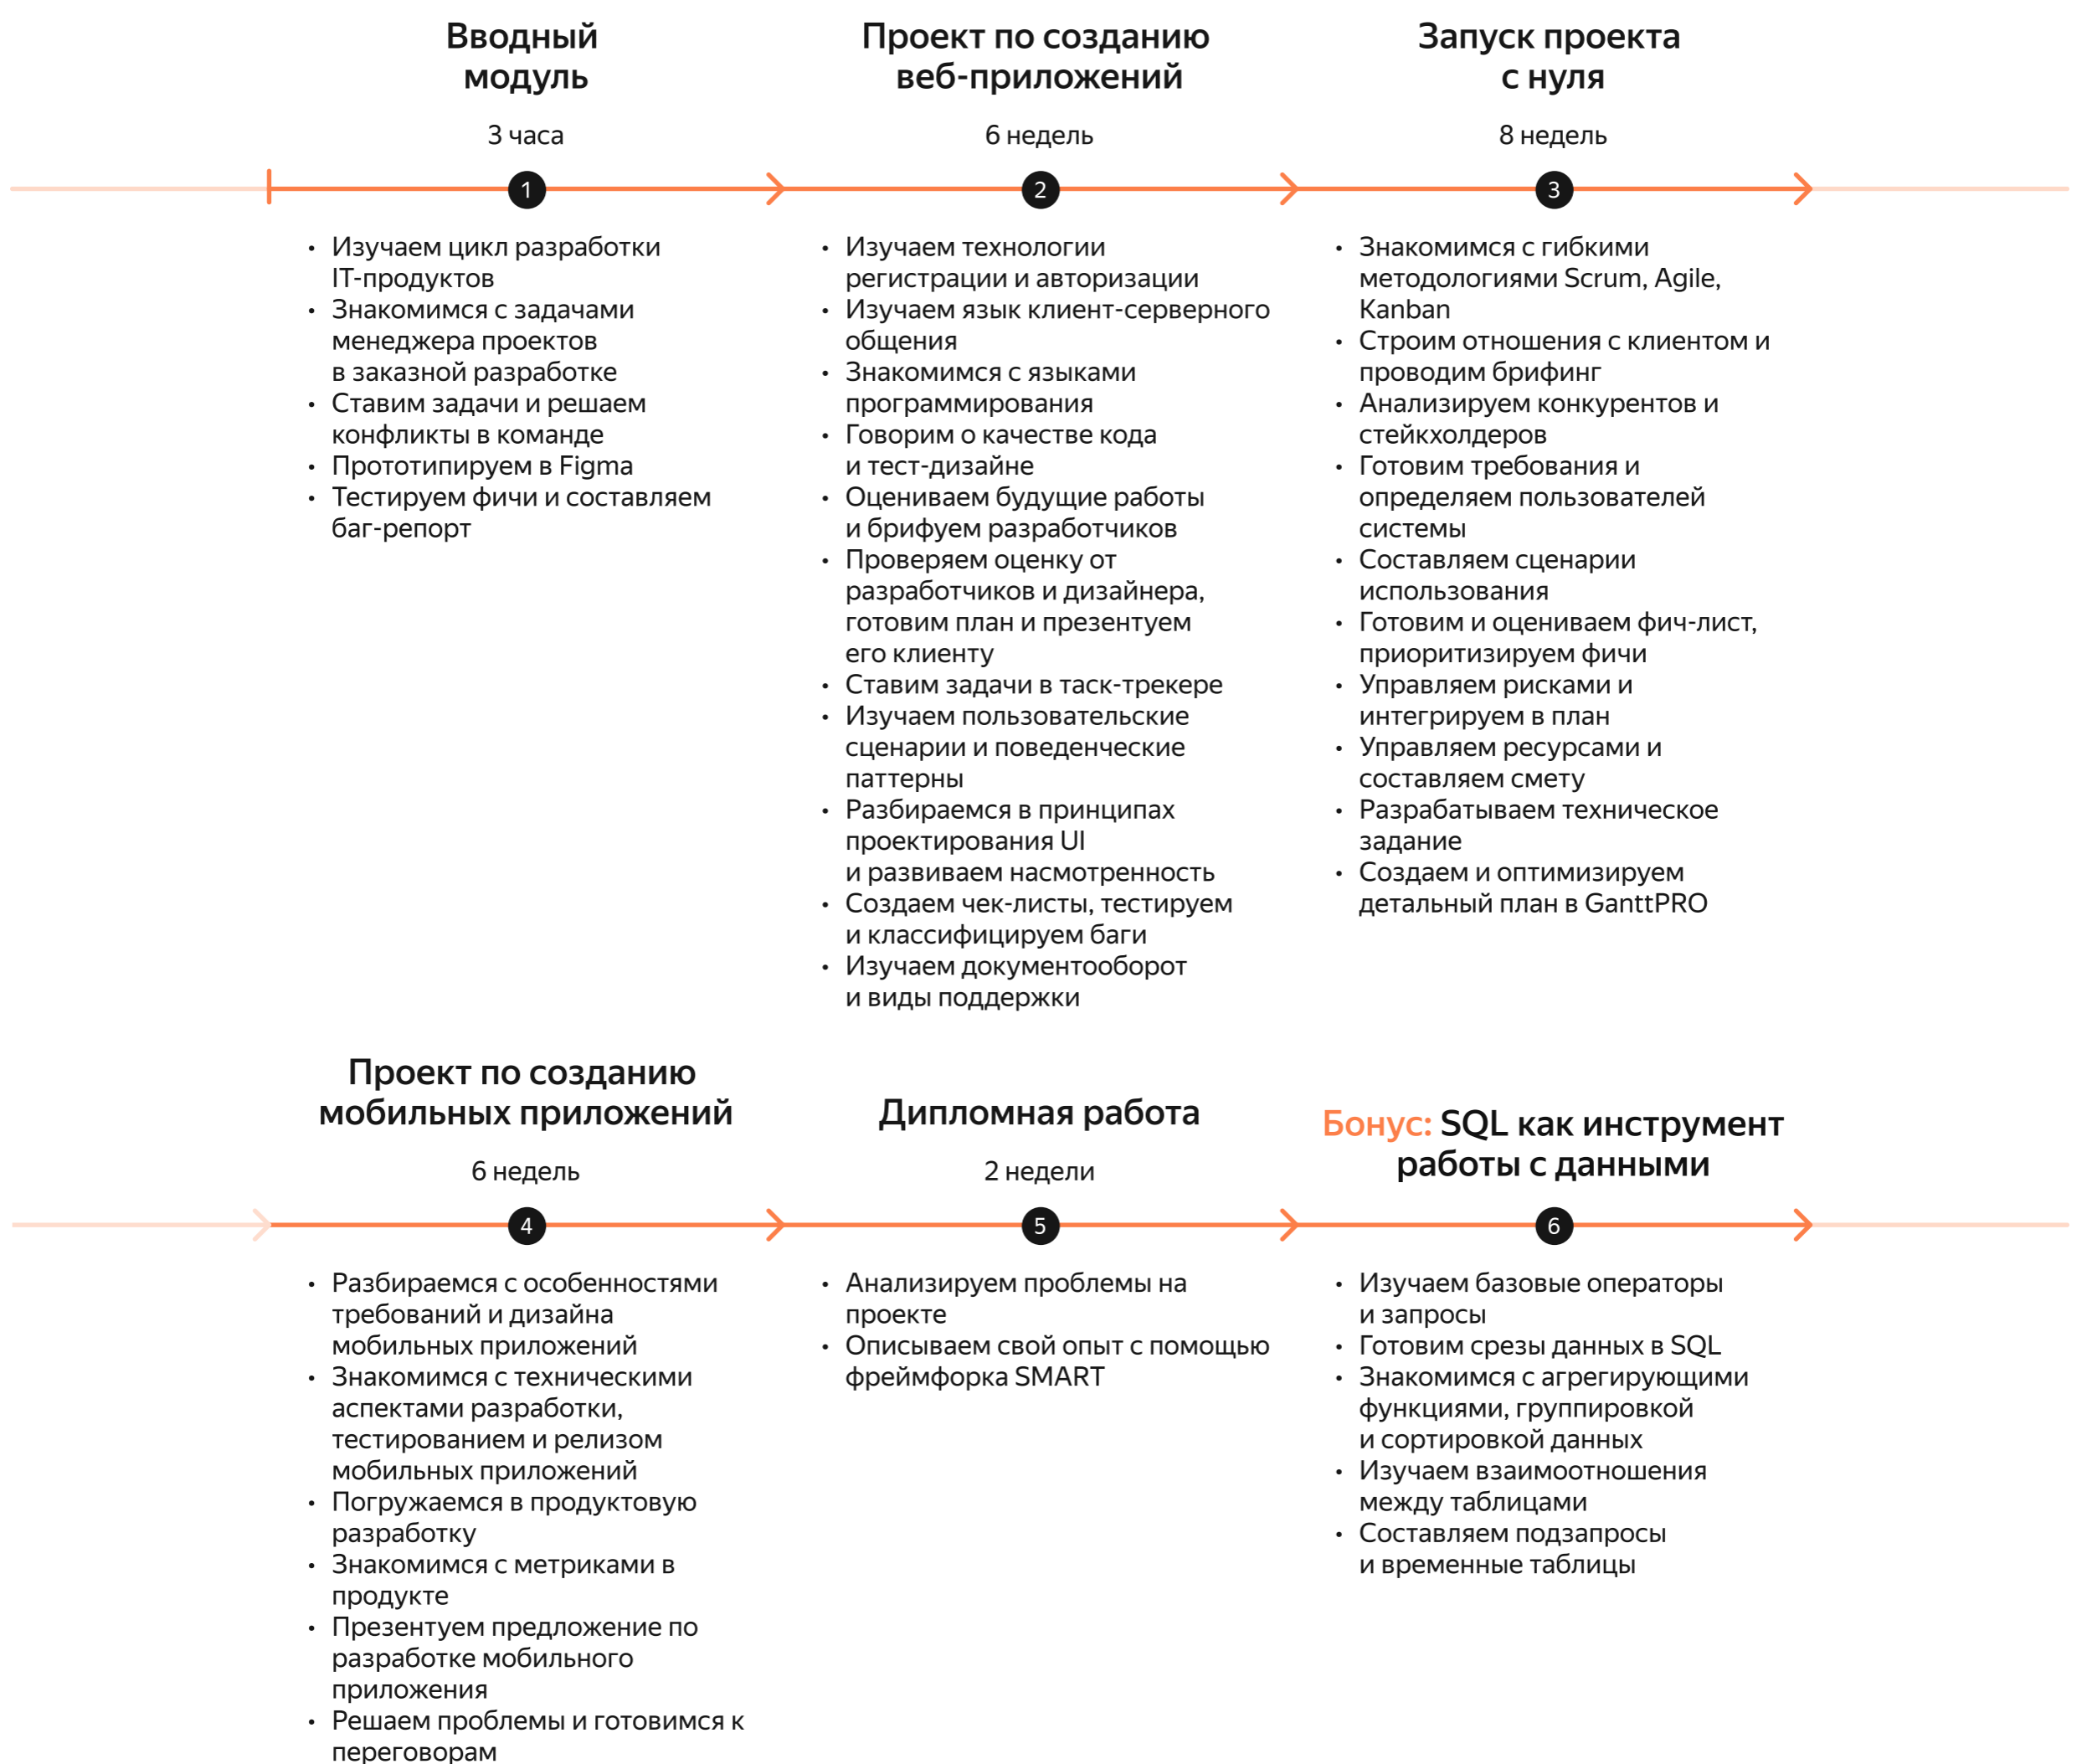 Вводный
модуль
3 часа
1
• Изучаем цикл разработки
IT-продуктов
• Знакомимся с задачами
менеджера проектов
в заказной разработке
• Ставим задачи и решаем
конфликты в команде
• Прототипируем в Figma
• Тестируем фичи и составляем
баг-репорт
Проект по созданию
веб-приложений
6 недель
2
• Изучаем технологии
регистрации и авторизации
• Изучаем язык клиент-серверного
общения
• Знакомимся с языками
программирования
• Говорим о качестве кода
и тест-дизайне
• Оцениваем будущие работы
и брифуем разработчиков
• Проверяем оценку от
разработчиков и дизайнера,
готовим план и презентуем
его клиенту
• Ставим задачи в таск-трекере
• Изучаем пользовательские
сценарии и поведенческие
паттерны
• Разбираемся в принципах
проектирования UI
и развиваем насмотренность
• Создаем чек-листы, тестируем
и классифицируем баги
• Изучаем документооборот
и виды поддержки
Запуск проекта
с нуля
8 недель
3
• Знакомимся с гибкими
методологиями Scrum, Agile,
Kanban
• Строим отношения с клиентом и
проводим брифинг
• Анализируем конкурентов и
стейкхолдеров
• Готовим требования и
определяем пользователей
системы
• Составляем сценарии
использования
• Готовим и оцениваем фич-лист,
приоритизируем фичи
• Управляем рисками и
интегрируем в план
• Управляем ресурсами и
составляем смету
• Разрабатываем техническое
задание
• Создаем и оптимизируем
детальный план в GanttPRO
Проект по созданию
мобильных приложений
6 недель
4
• Разбираемся с особенностями
требований и дизайна
мобильных приложений
• Знакомимся с техническими
аспектами разработки,
тестированием и релизом
мобильных приложений
• Погружаемся в продуктовую
разработку
• Знакомимся с метриками в
продукте
• Презентуем предложение по
разработке мобильного
приложения
• Решаем проблемы и готовимся к
переговорам
Дипломная работа
2 недели
5
• Анализируем проблемы на
проекте
• Описываем свой опыт с помощью
фреймфорка SMART
Бонус: SQL как инструмент
работы с данными
6
• Изучаем базовые операторы
и запросы
• Готовим срезы данных в SQL
• Знакомимся с агрегирующими
функциями, группировкой
и сортировкой данных
• Изучаем взаимоотношения
между таблицами
• Составляем подзапросы
и временные таблицы